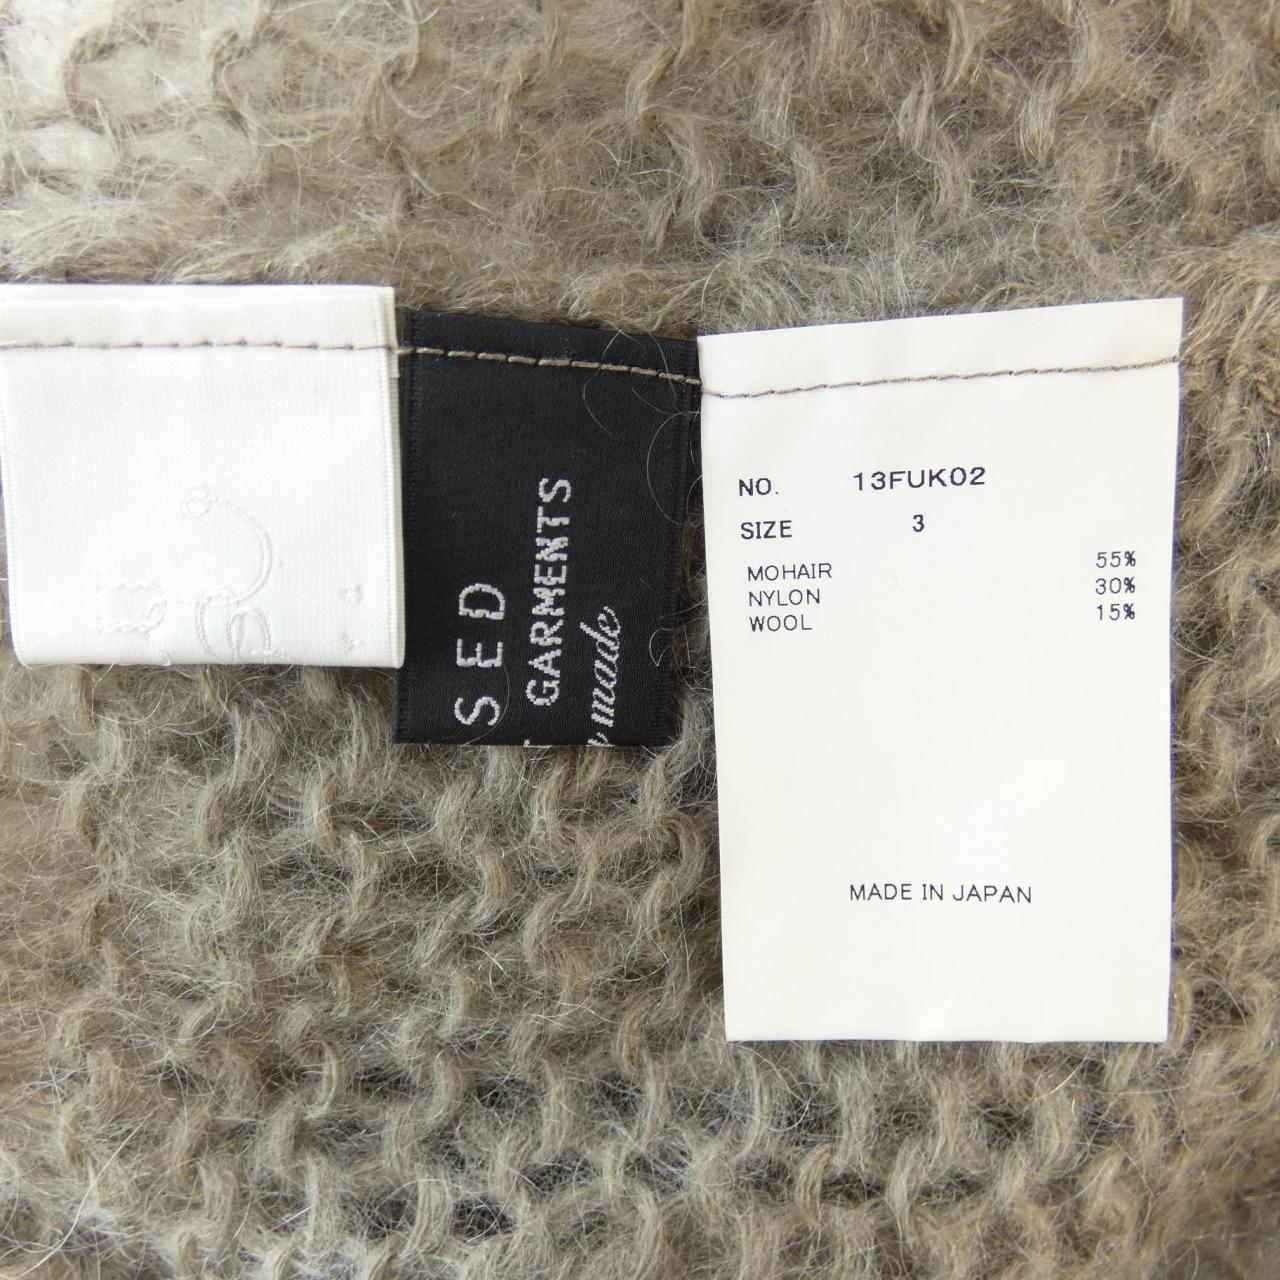 SED
GARMENTS
made
NO. 13FUK02
SIZE 3
MOHAIR 55%
NYLON 30%
WOOL 15%
MADE IN JAPAN